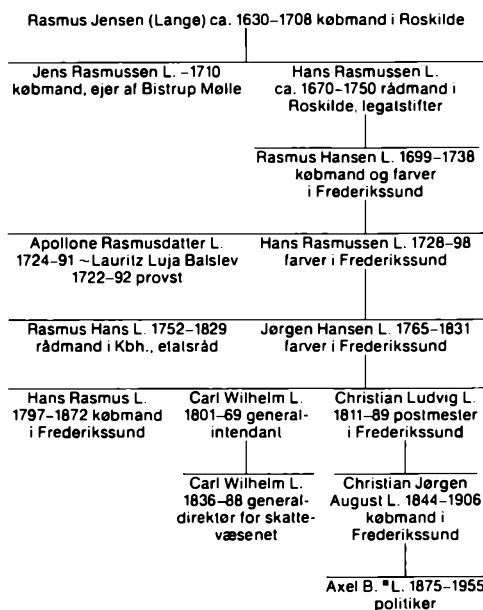 Rasmus Jensen (Lange) ca. 1630–1708 købmand i Roskilde
Jens Rasmussen L. –1710
købmand, ejer af Bistrup Mølle
Hans Rasmussen L.
ca. 1670–1750 rådmand i
Roskilde, legatstifter
Rasmus Hansen L. 1699–1738
købmand og farver
i Frederikssund
Apollone Rasmusdatter L.
1724–91 ~Lauritz Luja Balslev
1722–92 provst
Hans Rasmussen L. 1728–98
farver i Frederikssund
Rasmus Hans L. 1752–1829
rådmand i Kbh., etatsråd
Jørgen Hansen L. 1765–1831
farver i Frederikssund
Hans Rasmus L.
1797–1872 købmand
i Frederikssund
Carl Wilhelm L.
1801–69 general-
intendant
Christian Ludvig L.
1811–89 postmester
i Frederikssund
Carl Wilhelm L.
1836–88 general-
direktør for skatte-
væsenet
Christian Jørgen
August L. 1844–1906
købmand i
Frederikssund
Axel B. *L. 1875–1955
politiker